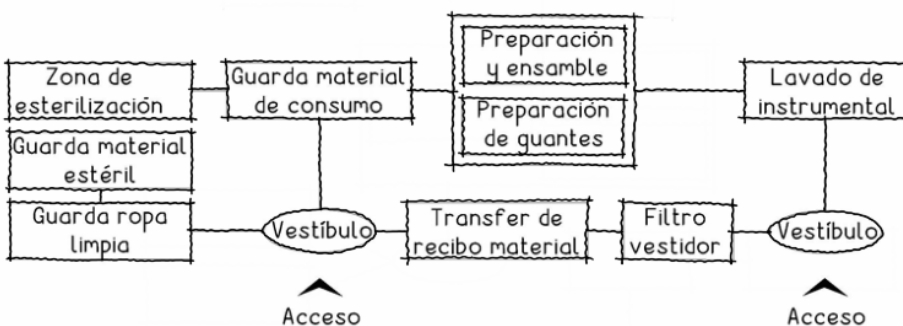 Zona de
esterilización
Guarda material
de consumo
Preparación
y ensamble
Preparación
de guantes
Lavado de
instrumental
Guarda material
estéril
Guarda ropa
limpia
Vestíbulo
Transfer de
recibo material
Filtro
vestidor
Vestíbulo
Acceso
Acceso